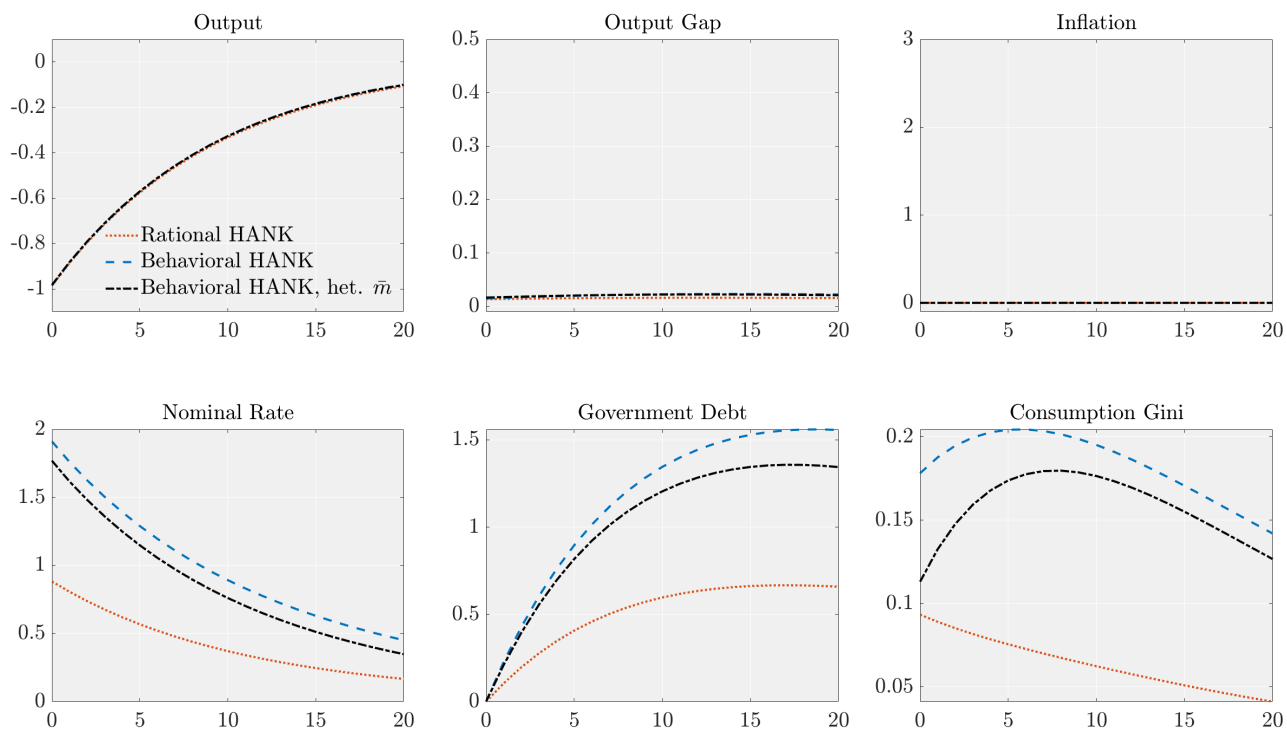 Output
0
-0.2
-0.4
-0.6
-0.8
-1
Rational HANK
Behavioral HANK
Behavioral HANK, het. m̄
0 5 10 15 20
Output Gap
0.5
0.4
0.3
0.2
0.1
0
0 5 10 15 20
Inflation
3
2
1
0
0 5 10 15 20
Nominal Rate
2
1.5
1
0.5
0
0 5 10 15 20
Government Debt
1.5
1
0.5
0
0 5 10 15 20
Consumption Gini
0.2
0.15
0.1
0.05
0 5 10 15 20